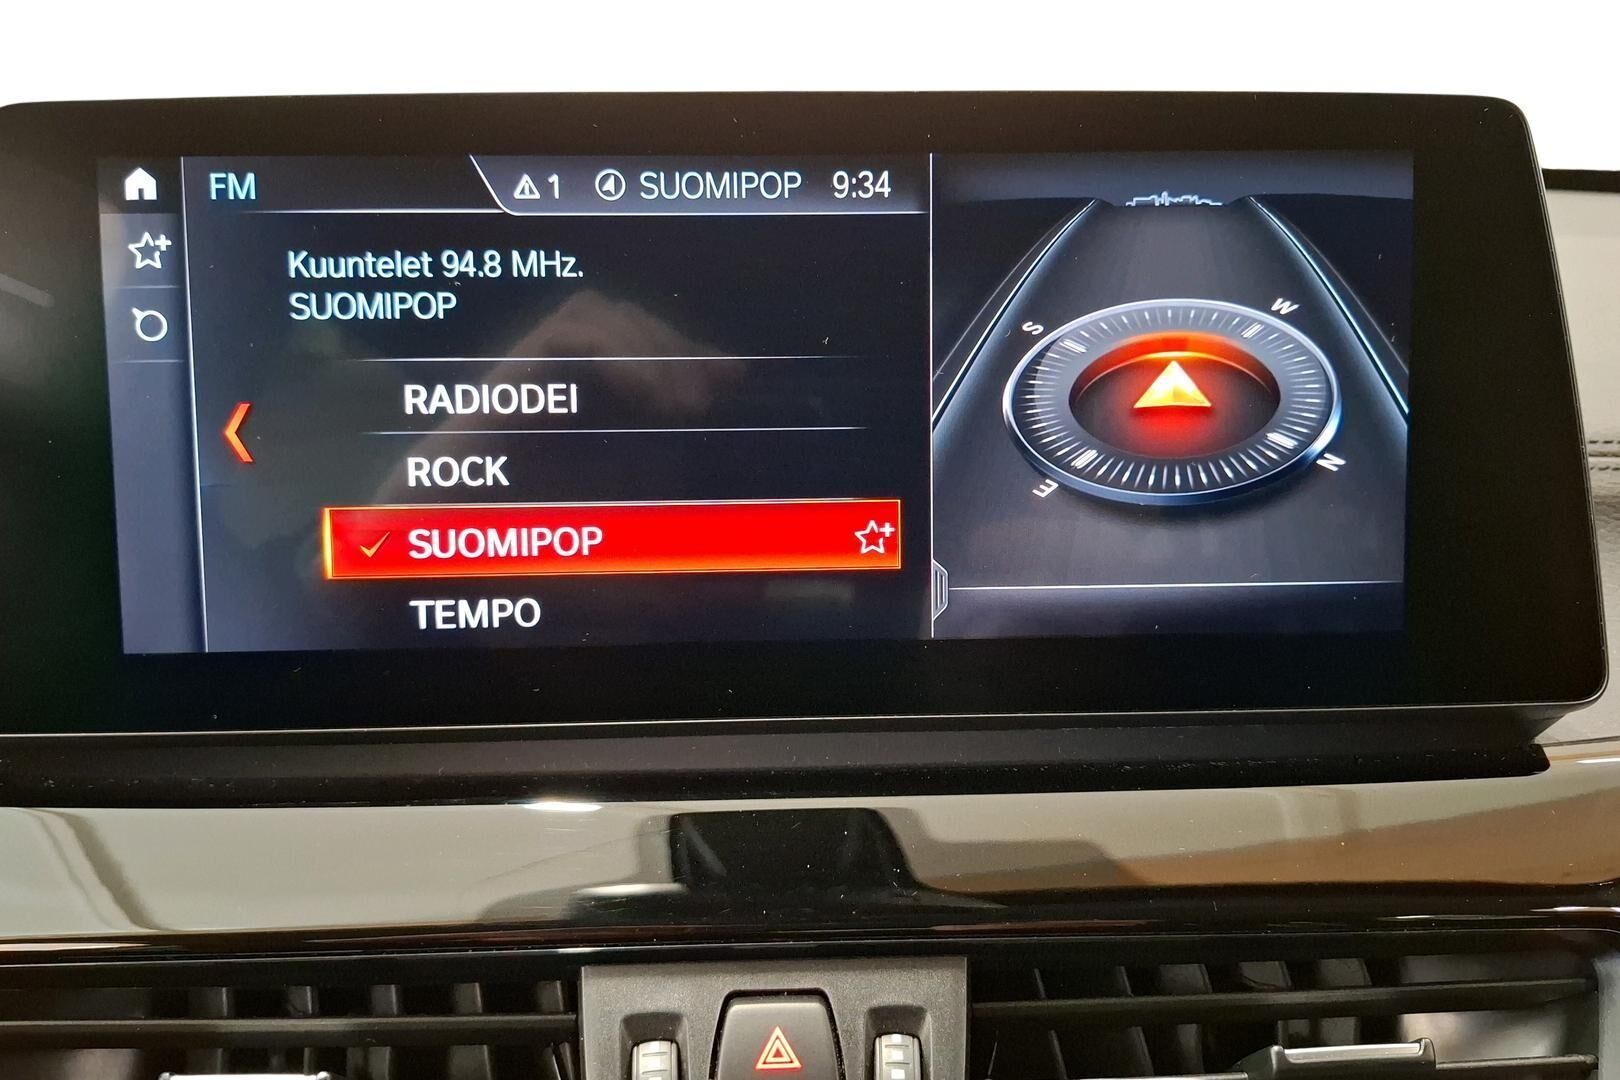 FM
1 SUOMIPOP 9:34
Kuuntelet 94.8 MHz.
SUOMIPOP
RADIODEI
ROCK
SUOMIPOP
TEMPO
S
W
E
N